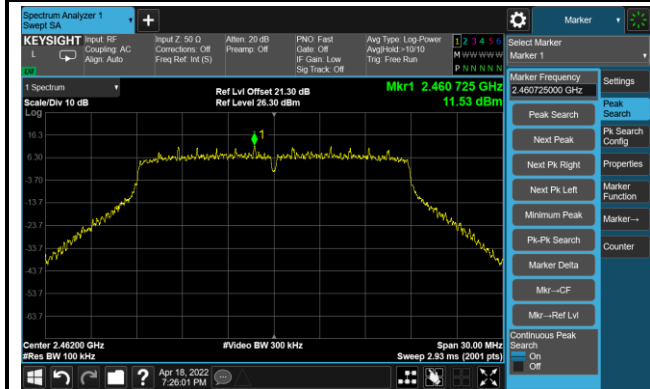 Spectrum Analyzer 1
Swept SA
+
Marker
KEYSIGHT
L
Input: RF
Coupling: AC
Align: Auto
Input Z: 50 Ω
Corrections: Off
Freq Ref: Int (S)
Atten: 20 dB
Preamp: Off
PNO: Fast
Gate: Off
IF Gain: Low
Sig Track: Off
Avg Type: Log-Power
Avg|Hold:>10/10
Trig: Free Run
1 2 3 4 5 6
M W W W W W
P N N N N N
Select Marker
Marker 1
1 Spectrum
Scale/Div 10 dB
Log
Ref Lvl Offset 21.30 dB
Ref Level 26.30 dBm
Mkr1 2.460 725 GHz
11.53 dBm
16.3
6.30
-3.70
-13.7
-23.7
-33.7
-43.7
-53.7
-63.7
1
Center 2.46200 GHz
#Res BW 100 kHz
#Video BW 300 kHz
Span 30.00 MHz
Sweep 2.93 ms (2001 pts)
Marker Frequency
2.460725000 GHz
Peak Search
Next Peak
Next Pk Right
Next Pk Left
Minimum Peak
Pk-Pk Search
Marker Delta
Mkr→CF
Mkr→Ref Lvl
Continuous Peak
Search
On
Off
Settings
Peak
Search
Pk Search
Config
Properties
Marker
Function
Marker→
Counter
?
Apr 18, 2022
7:26:01 PM